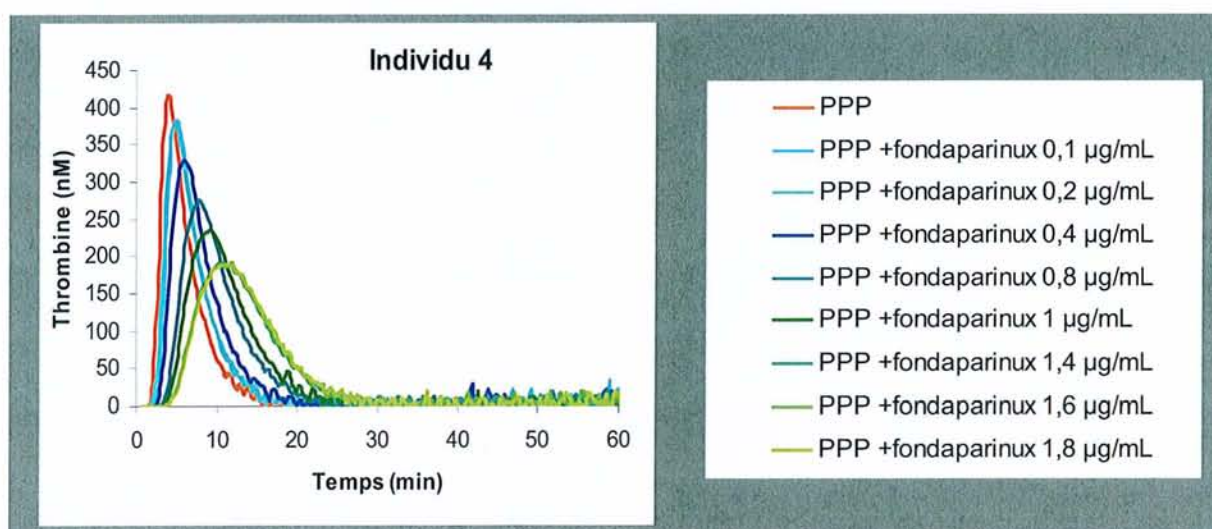 Individu 4
Thrombine (nM)
450
400
350
300
250
200
150
100
50
0
0 10 20 30 40 50 60
Temps (min)
PPP
PPP +fondaparinux 0,1 µg/mL
PPP +fondaparinux 0,2 µg/mL
PPP +fondaparinux 0,4 µg/mL
PPP +fondaparinux 0,8 µg/mL
PPP +fondaparinux 1 µg/mL
PPP +fondaparinux 1,4 µg/mL
PPP +fondaparinux 1,6 µg/mL
PPP +fondaparinux 1,8 µg/mL